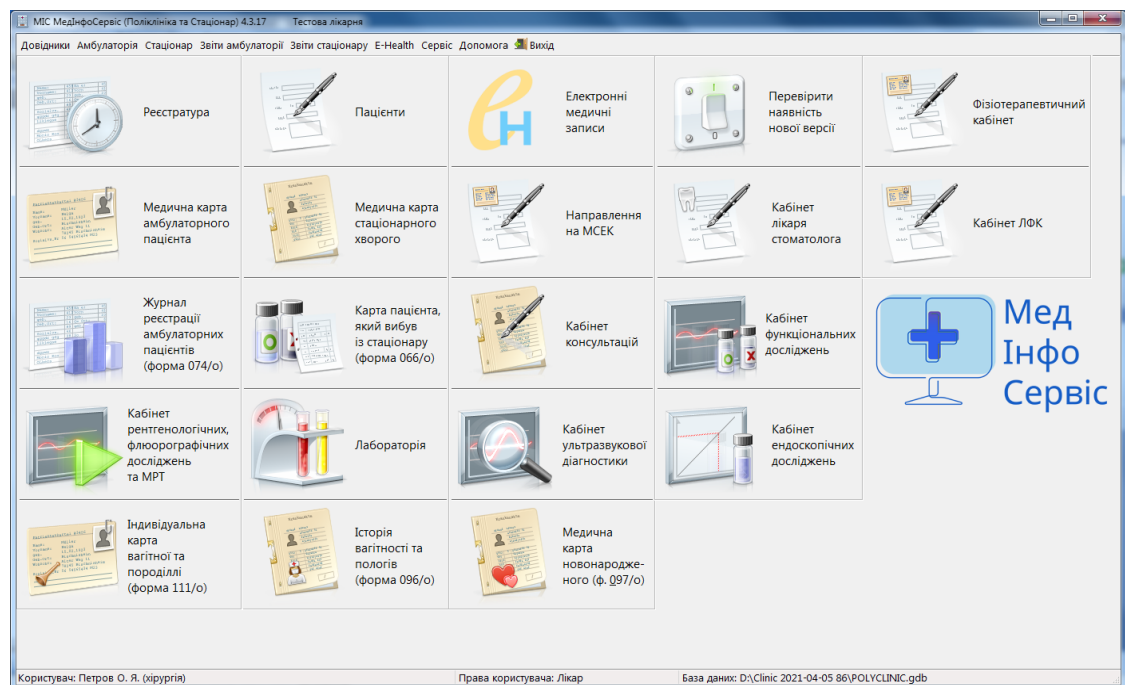 МІС МедІнфоСервіс (Поліклініка та Стаціонар) 4.3.17 Тестова лікарня
Довідники Амбулаторія Стаціонар Звіти амбулаторії Звіти стаціонару E-Health Сервіс Допомога Вихід
Реєстратура
Пацієнти
Електронні
медичні
записи
Перевірити
наявність
нової версії
Фізіотерапевтичний
кабінет
Медична карта
амбулаторного
пацієнта
Медична карта
стаціонарного
хворого
Направлення
на МСЕК
Кабінет
лікаря
стоматолога
Кабінет ЛФК
Журнал
реєстрації
амбулаторних
пацієнтів
(форма 074/о)
Карта пацієнта,
який вибув
із стаціонару
(форма 066/о)
Кабінет
консультацій
Кабінет
функціональних
досліджень
Мед
Інфо
Сервіс
Кабінет
рентгенологічних,
флюорографічних
досліджень
та МРТ
Лабораторія
Кабінет
ультразвукової
діагностики
Кабінет
ендоскопічних
досліджень
Індивідуальна
карта
вагітної та
породіллі
(форма 111/о)
Історія
вагітності та
пологів
(форма 096/о)
Медична
карта
новонародже-
ного (ф. 097/о)
Користувач: Петров О. Я. (хірургія) Права користувача: Лікар База даних: D:\Clinic 2021-04-05 86\POLYCLINIC.gdb